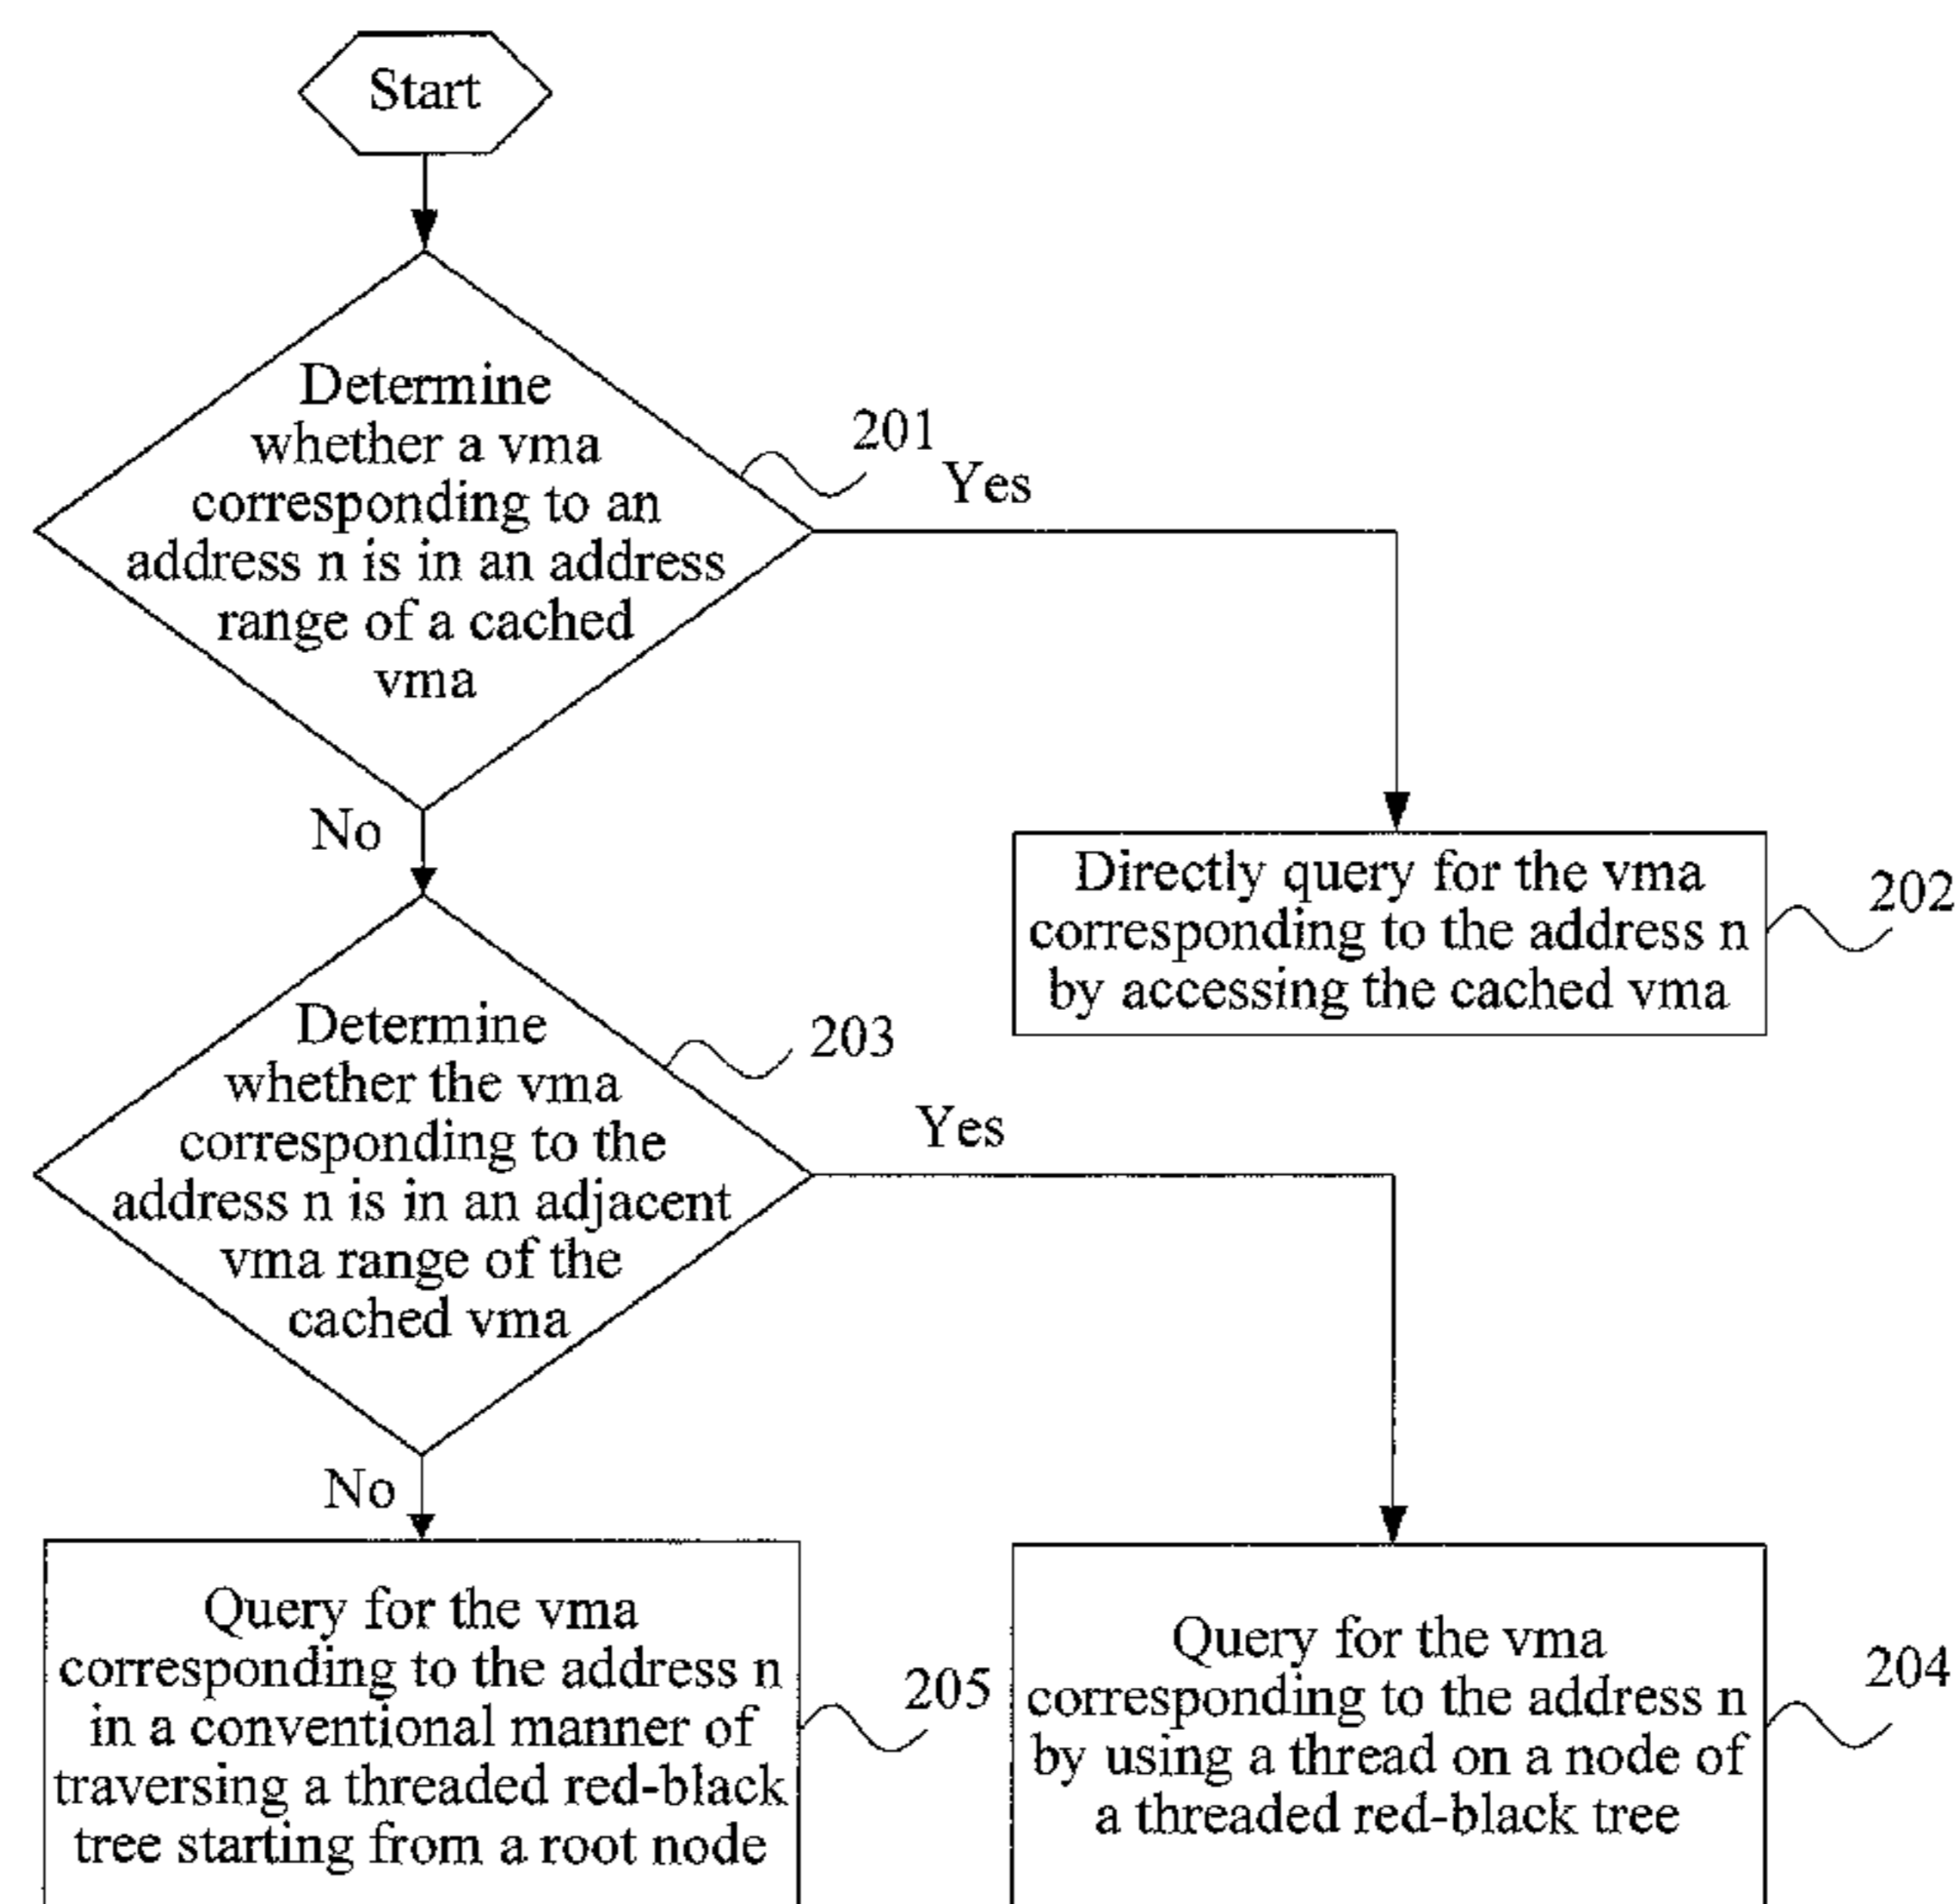 Start
Determine
whether a vma
corresponding to an
address n is in an address
range of a cached
vma
201
Yes
No
Directly query for the vma
corresponding to the address n
by accessing the cached vma
202
Determine
whether the vma
corresponding to the
address n is in an adjacent
vma range of the
cached vma
203
Yes
No
Query for the vma
corresponding to the address n
in a conventional manner of
traversing a threaded red-black
tree starting from a root node
205
Query for the vma
corresponding to the address n
by using a thread on a node of
a threaded red-black tree
204